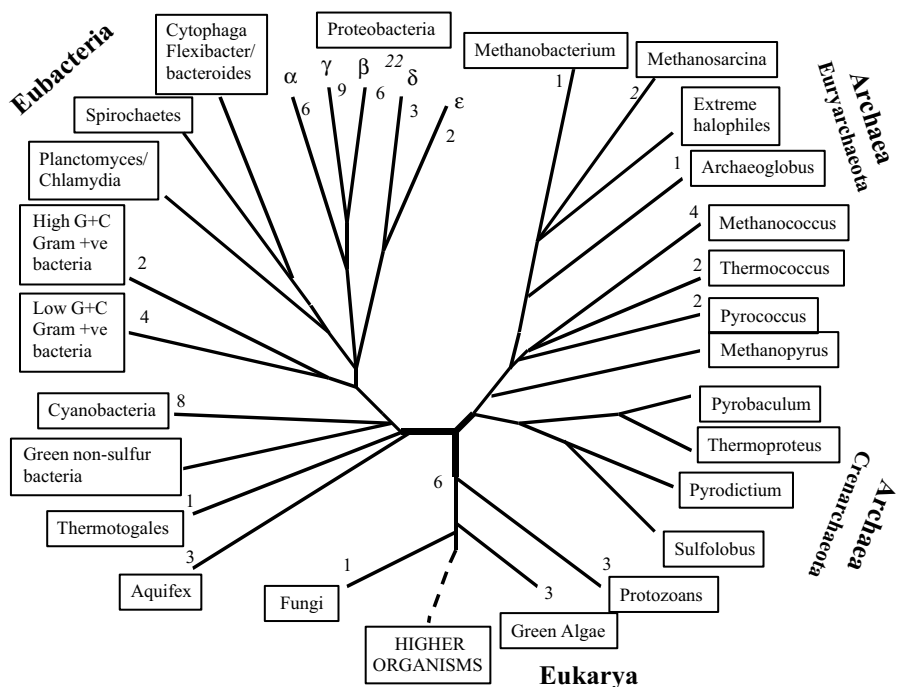 Eubacteria
Cytophaga
Flexibacter/
bacteroides
Proteobacteria
22
α
γ
β
δ
ε
6
9
6
3
2
Spirochaetes
Planctomyces/
Chlamydia
High G+C
Gram +ve
bacteria
2
Low G+C
Gram +ve
bacteria
4
Cyanobacteria
8
Green non-sulfur
bacteria
Thermotogales
1
Aquifex
3
Methanobacterium
1
Methanosarcina
2
Extreme
halophiles
Archaeoglobus
1
Methanococcus
4
Thermococcus
2
Pyrococcus
2
Methanopyrus
Archaea
Euryarchaeota
Pyrobaculum
Thermoproteus
Pyrodictium
Sulfolobus
Archaea
Crenarchaeota
6
Fungi
1
HIGHER
ORGANISMS
Green Algae
3
Protozoans
3
Eukarya